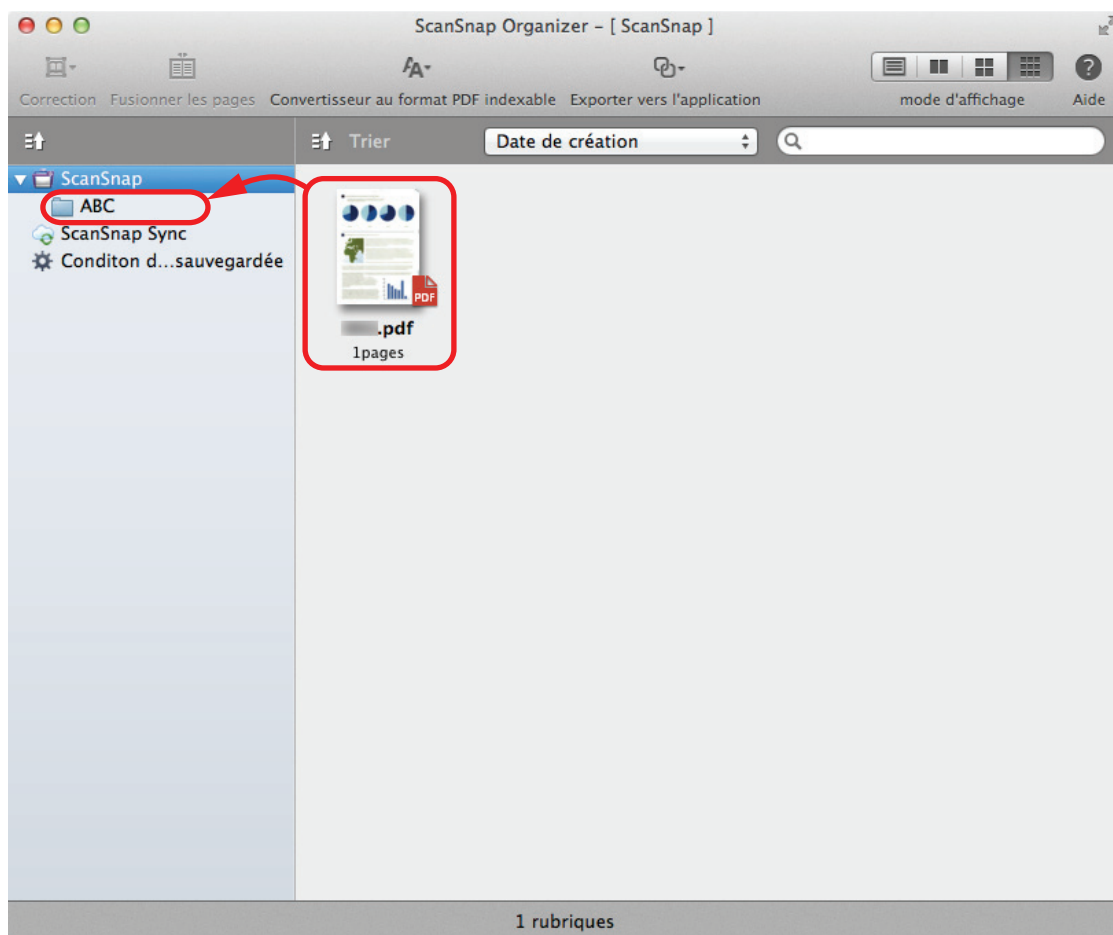 ScanSnap Organizer – [ ScanSnap ]
Correction Fusionner les pages Convertisseur au format PDF indexable Exporter vers l'application mode d'affichage Aide
Trier Date de création
ScanSnap
ABC
ScanSnap Sync
Conditon d...sauvegardée
PDF
.pdf
1pages
1 rubriques